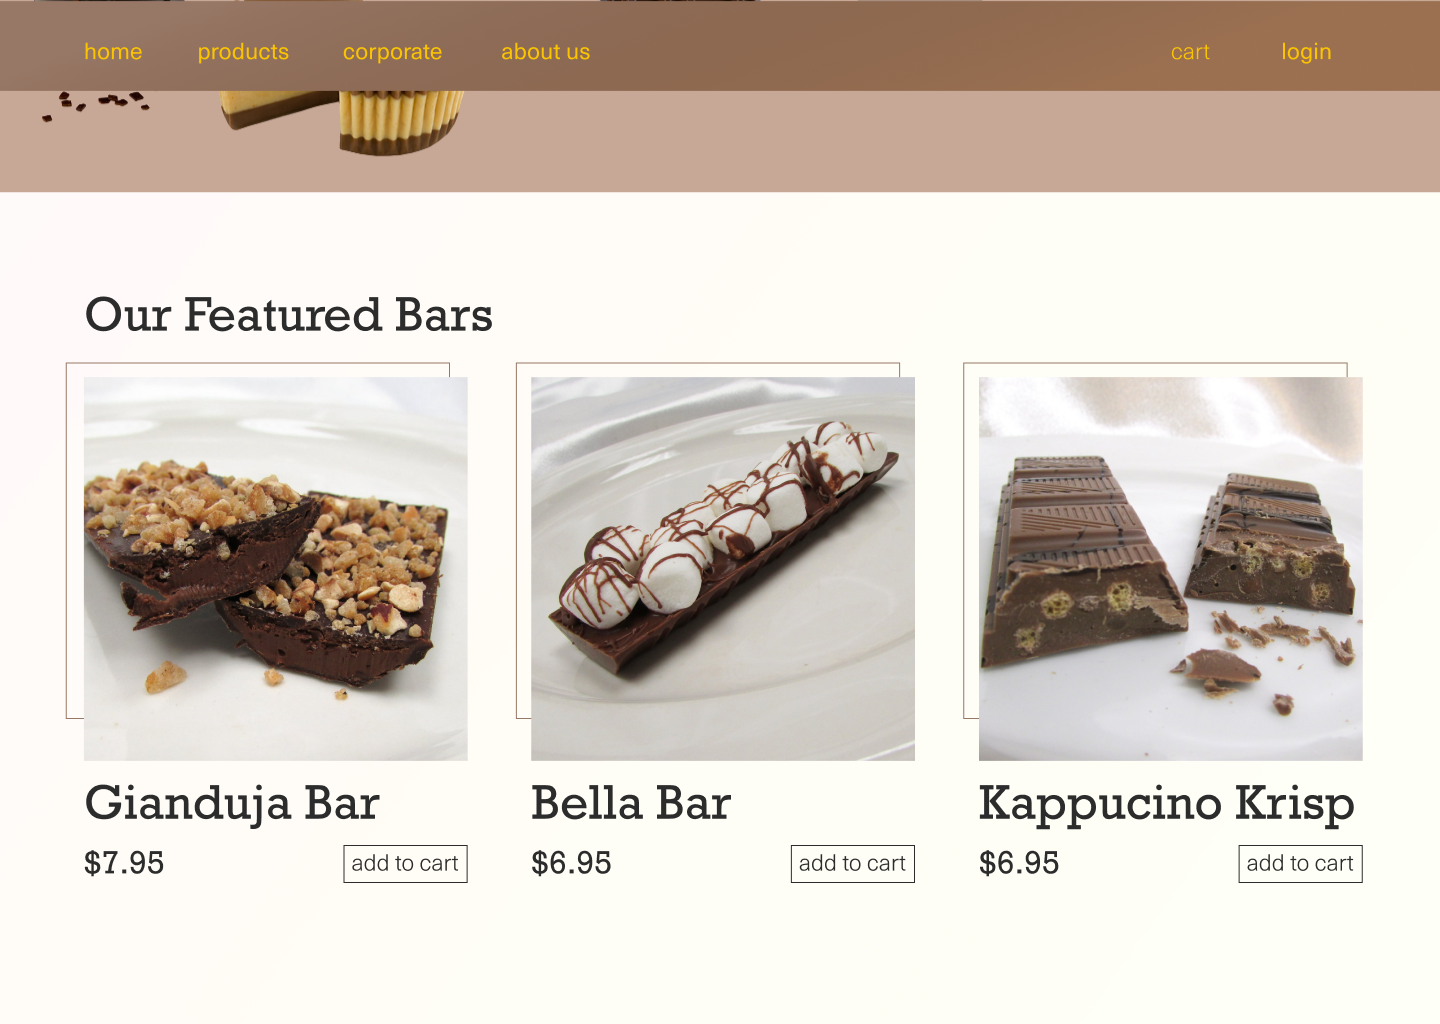 home products corporate about us cart login
Our Featured Bars
Gianduja Bar Bella Bar Kappucino Krisp
$7.95 add to cart $6.95 add to cart $6.95 add to cart